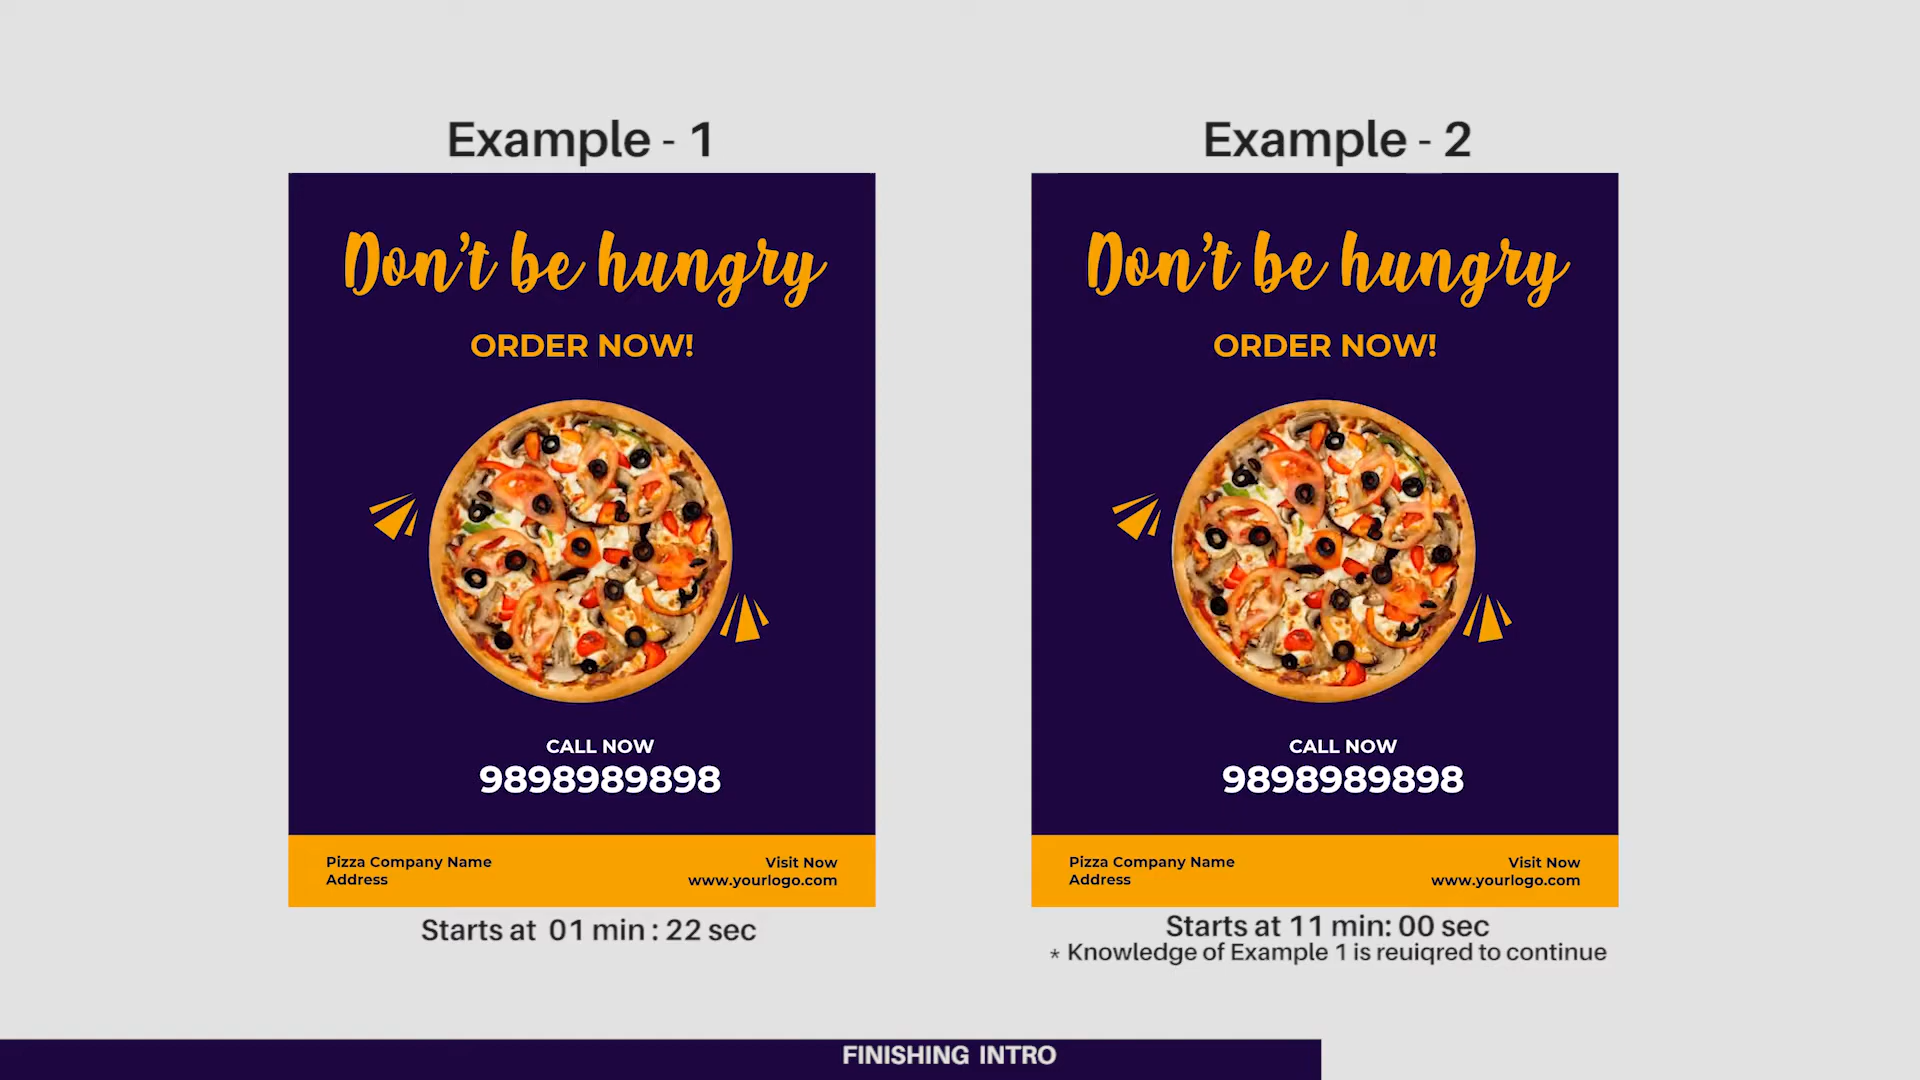 Example - 1
Don't be hungry
ORDER NOW!
CALL NOW
9898989898
Pizza Company Name
Address
Visit Now
www.yourlogo.com
Starts at 01 min : 22 sec
Example - 2
Don't be hungry
ORDER NOW!
CALL NOW
9898989898
Pizza Company Name
Address
Visit Now
www.yourlogo.com
Starts at 11 min: 00 sec
* Knowledge of Example 1 is reuiqred to continue
FINISHING INTRO